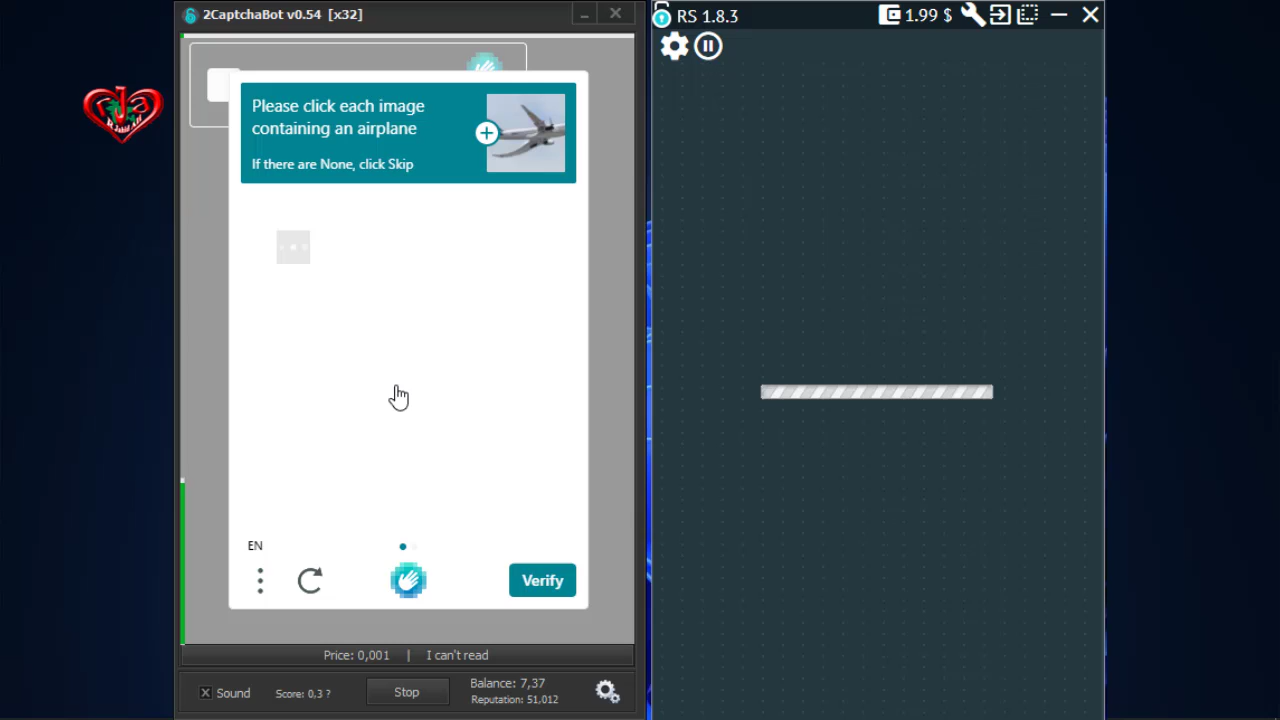 2CaptchaBot v0.54 [x32]
Please click each image
containing an airplane
If there are None, click Skip
EN
Verify
Price: 0,001 | I can't read
Sound
Score: 0,3 ?
Stop
Balance: 7,37
Reputation: 51,012
RS 1.8.3
1.99 $